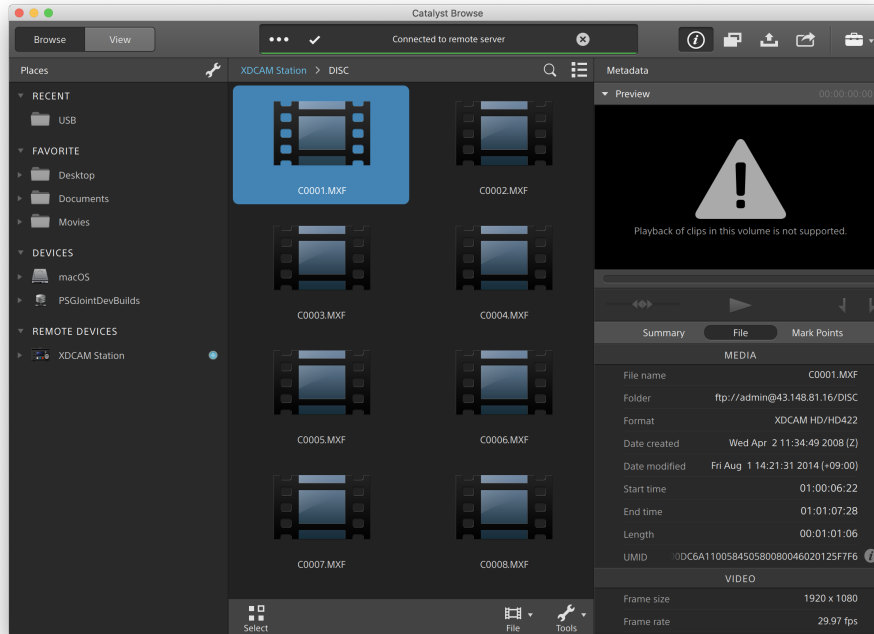 Catalyst Browse
Browse
View
Connected to remote server
Places
XDCAM Station > DISC
Metadata
RECENT
USB
FAVORITE
Desktop
Documents
Movies
DEVICES
macOS
PSGJointDevBuilds
REMOTE DEVICES
XDCAM Station
C0001.MXF
C0002.MXF
C0003.MXF
C0004.MXF
C0005.MXF
C0006.MXF
C0007.MXF
C0008.MXF
Select
File
Tools
Preview 00:00:00:00
Playback of clips in this volume is not supported.
Summary File Mark Points
MEDIA
File name C0001.MXF
Folder ftp://admin@43.148.81.16/DISC
Format XDCAM HD/HD422
Date created Wed Apr 2 11:34:49 2008 (Z)
Date modified Fri Aug 1 14:21:31 2014 (+09:00)
Start time 01:00:06:22
End time 01:01:07:28
Length 00:01:01:06
UMID 00DC6A110058450580080046020125F7F6
VIDEO
Frame size 1920 x 1080
Frame rate 29.97 fps